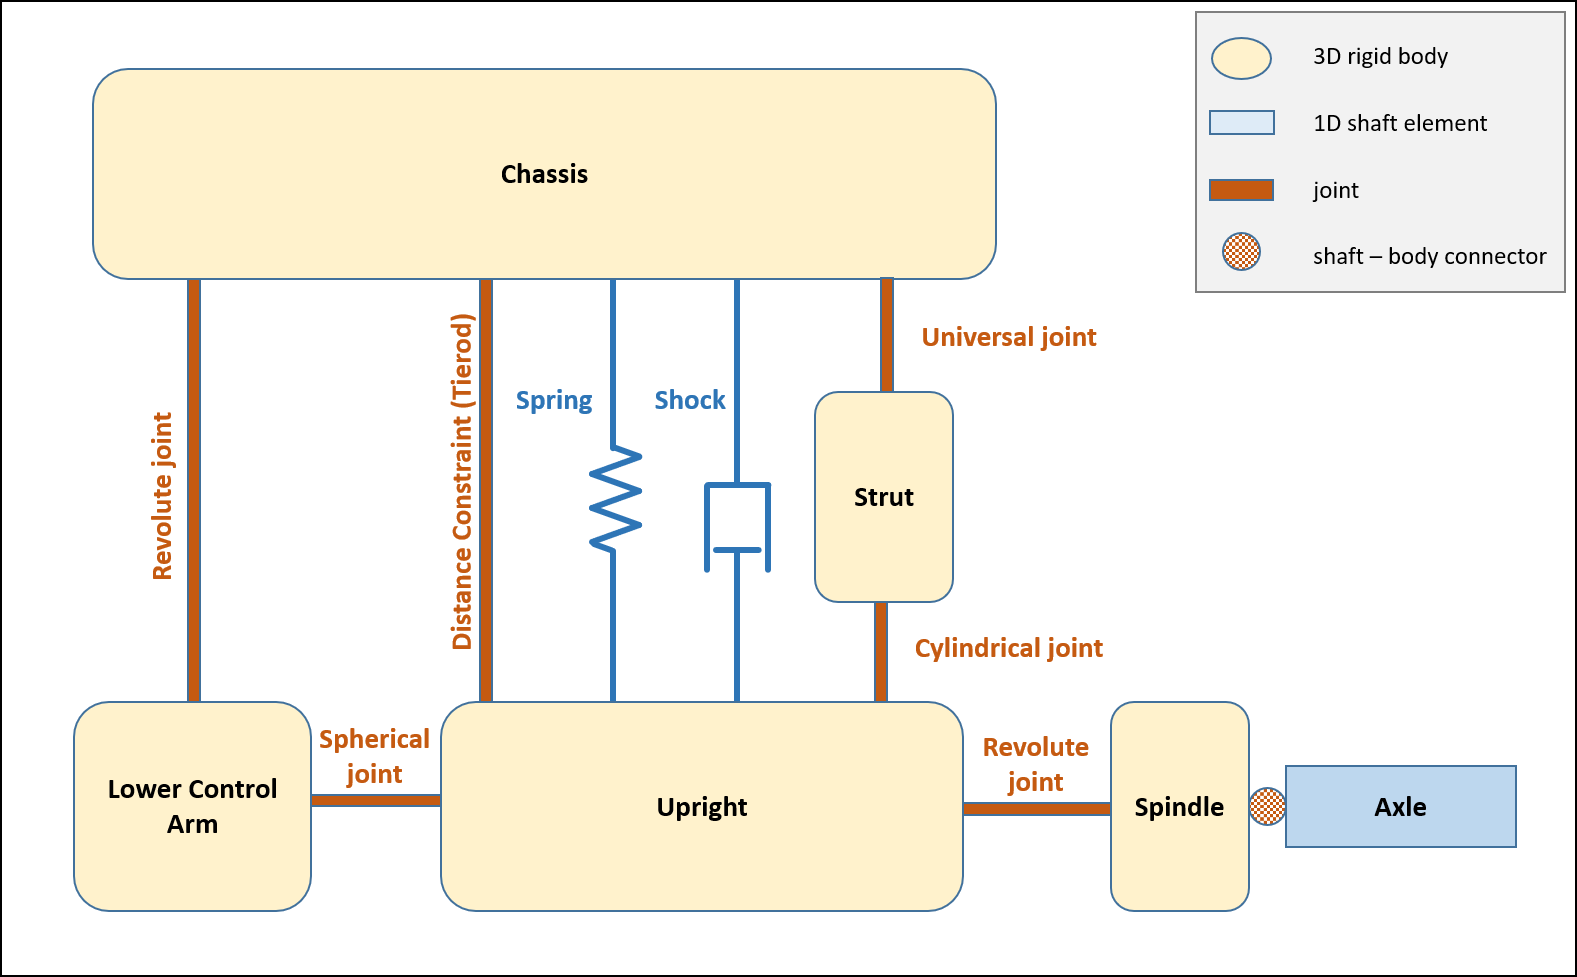 3D rigid body
1D shaft element
joint
shaft – body connector
Chassis
Universal joint
Revolute joint
Distance Constraint (Tierod)
Spring
Shock
Strut
Cylindrical joint
Spherical
joint
Revolute
joint
Lower Control
Arm
Upright
Spindle
Axle